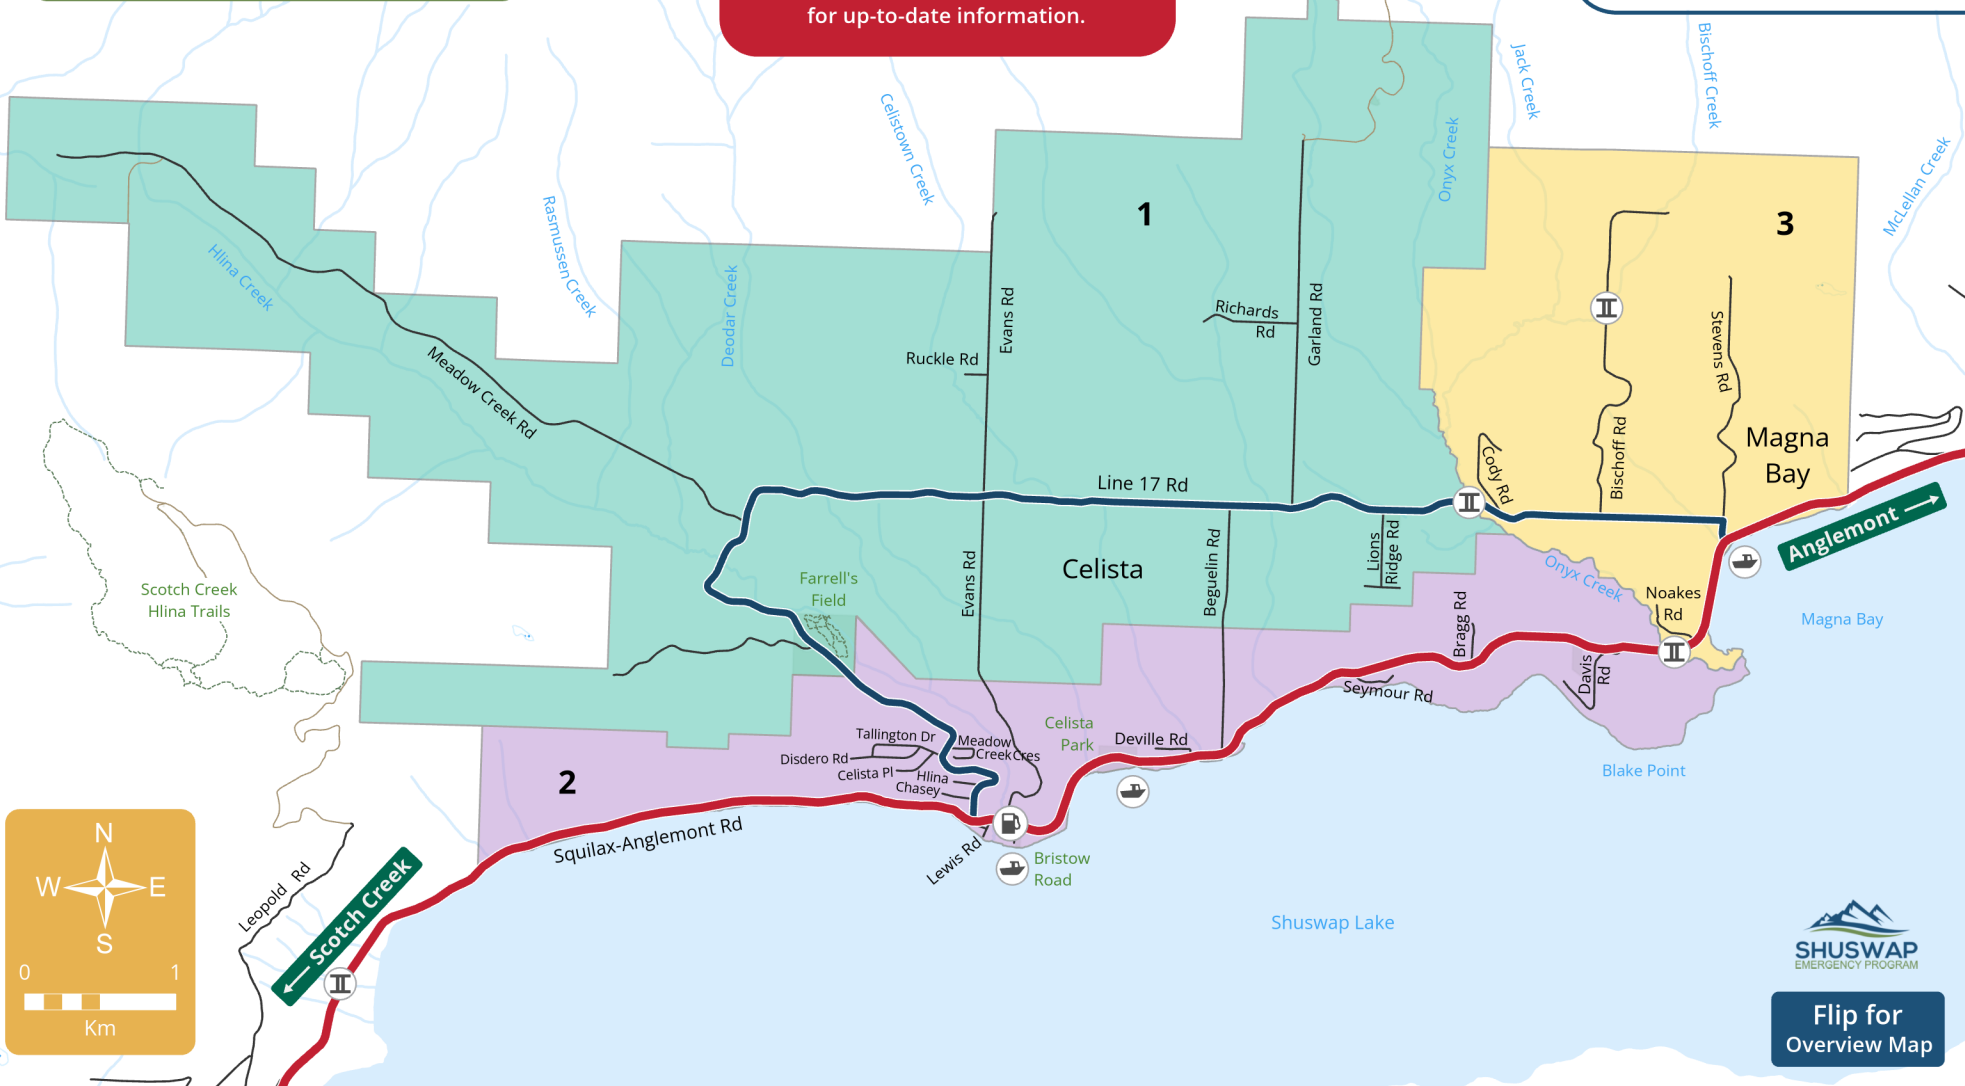 for up-to-date information.
Jack Creek
Bischoff Creek
McLellan Creek
Onyx Creek
Celistown Creek
Rasmussen Creek
Hlina Creek
Deodar Creek
1
3
Evans Rd
Richards
Rd
Garland Rd
Ruckle Rd
Stevens Rd
Meadow Creek Rd
Bischoff Rd
Cody Rd
Magna
Bay
Line 17 Rd
Anglemont
Celista
Evans Rd
Beguelin Rd
Lions
Ridge Rd
Farrell's
Field
Onyx Creek
Noakes
Rd
Magna Bay
Scotch Creek
Hlina Trails
Bragg Rd
Davis
Rd
Seymour Rd
Celista
Park
Deville Rd
Tallington Dr
Meadow
Creek Cres
Disdero Rd
Celista Pl
Hlina
Chasey
2
Blake Point
Squilax-Anglemont Rd
Lewis Rd
Bristow
Road
Leopold Rd
Scotch Creek
Shuswap Lake
N
W
E
S
0
1
Km
SHUSWAP
EMERGENCY PROGRAM
Flip for
Overview Map